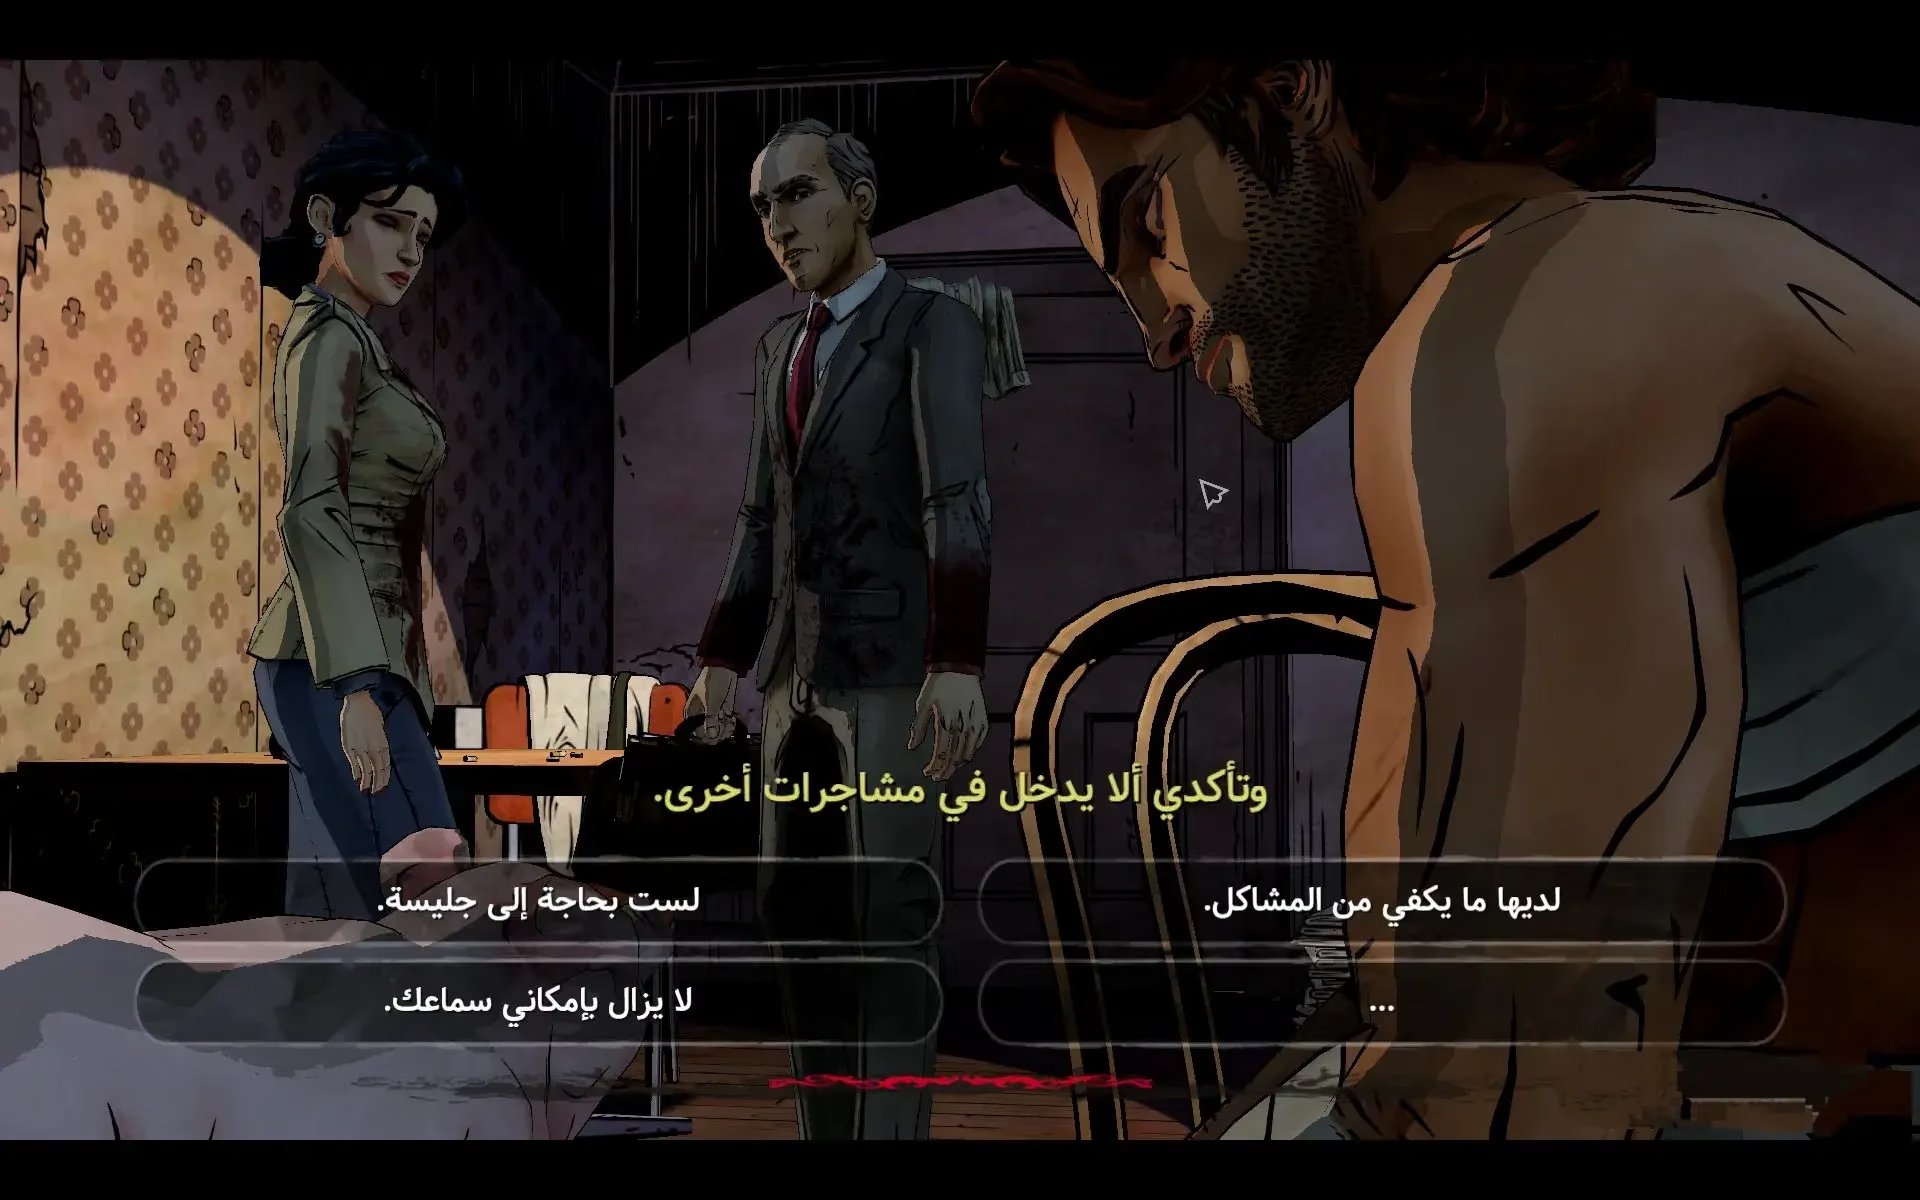 وتأكدي ألا يدخل في مشاجرات أخرى.
لديها ما يكفي من المشاكل.
لست بحاجة إلى جليسة.
...
لا يزال بإمكاني سماعك.